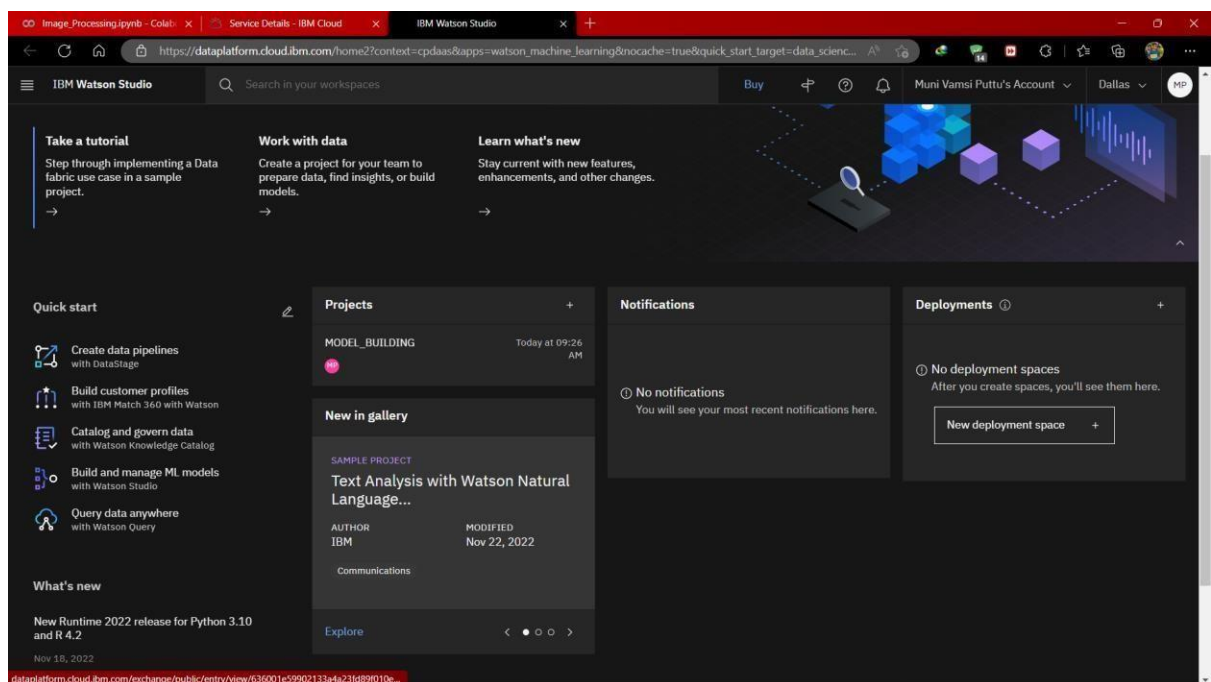 Image_Processing.ipynb - Colab
Service Details - IBM Cloud
IBM Watson Studio
https://dataplatform.cloud.ibm.com/home2?context=cpdaas&apps=watson_machine_learning&nocache=true&quick_start_target=data_scienc...
14
IBM Watson Studio
Search in your workspaces
Buy
Muni Vamsi Puttu's Account
Dallas
MP
Take a tutorial
Step through implementing a Data
fabric use case in a sample
project.
Work with data
Create a project for your team to
prepare data, find insights, or build
models.
Learn what's new
Stay current with new features,
enhancements, and other changes.
Quick start
Create data pipelines
with DataStage
Build customer profiles
with IBM Match 360 with Watson
Catalog and govern data
with Watson Knowledge Catalog
Build and manage ML models
with Watson Studio
Query data anywhere
with Watson Query
What's new
New Runtime 2022 release for Python 3.10
and R 4.2
Nov 18, 2022
Projects
MODEL_BUILDING
Today at 09:26
AM
MP
New in gallery
SAMPLE PROJECT
Text Analysis with Watson Natural
Language...
AUTHOR
IBM
MODIFIED
Nov 22, 2022
Communications
Explore
Notifications
No notifications
You will see your most recent notifications here.
Deployments
No deployment spaces
After you create spaces, you'll see them here.
New deployment space +
dataplatform.cloud.ibm.com/exchange/public/entry/view/636001e59902133a4a23fd89f010e...